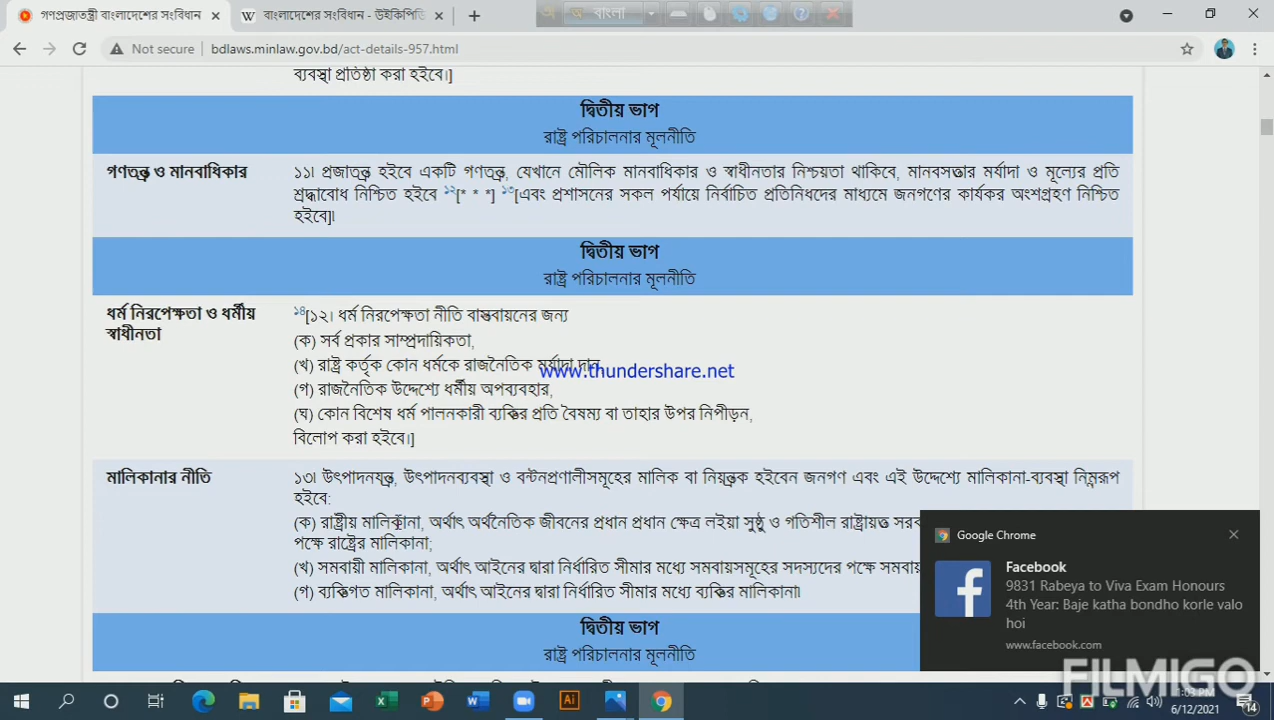 গণপ্রজাতন্ত্রী বাংলাদেশের সংবিধান
বাংলাদেশের সংবিধান - উইকিপিডি
বাংলা
Not secure
bdlaws.minlaw.gov.bd/act-details-957.html
ব্যবস্থা প্রতিষ্ঠা করা হইবে।]
দ্বিতীয় ভাগ
রাষ্ট্র পরিচালনার মূলনীতি
গণতন্ত্র ও মানবাধিকার
১১। প্রজাতন্ত্র হইবে একটি গণতন্ত্র, যেখানে মৌলিক মানবাধিকার ও স্বাধীনতার নিশ্চয়তা থাকিবে, মানবসত্তার মর্যাদা ও মূল্যের প্রতি
শ্রদ্ধাবোধ নিশ্চিত হইবে ১২[* * *] ১৩[এবং প্রশাসনের সকল পর্যায়ে নির্বাচিত প্রতিনিধিদের মাধ্যমে জনগণের কার্যকর অংশগ্রহণ নিশ্চিত
হইবে]।
দ্বিতীয় ভাগ
রাষ্ট্র পরিচালনার মূলনীতি
ধর্ম নিরপেক্ষতা ও ধর্মীয়
স্বাধীনতা
১৪[১২। ধর্ম নিরপেক্ষতা নীতি বাস্তবায়নের জন্য
(ক) সর্ব প্রকার সাম্প্রদায়িকতা,
(খ) রাষ্ট্র কর্তৃক কোন ধর্মকে রাজনৈতিক মর্যাদা দান,
www.thundershare.net
(গ) রাজনৈতিক উদ্দেশ্যে ধর্মীয় অপব্যবহার,
(ঘ) কোন বিশেষ ধর্ম পালনকারী ব্যক্তির প্রতি বৈষম্য বা তাহার উপর নিপীড়ন,
বিলোপ করা হইবে।]
মালিকানার নীতি
১৩। উৎপাদনযন্ত্র, উৎপাদনব্যবস্থা ও বন্টনপ্রণালীসমূহের মালিক বা নিয়ন্ত্রক হইবেন জনগণ এবং এই উদ্দেশ্যে মালিকানা-ব্যবস্থা নিম্নরূপ
হইবে:
(ক) রাষ্ট্রীয় মালিকানা, অর্থাৎ অর্থনৈতিক জীবনের প্রধান প্রধান ক্ষেত্র লইয়া সুষ্ঠু ও গতিশীল রাষ্ট্রায়ত্ত সরক
পক্ষে রাষ্ট্রের মালিকানা;
(খ) সমবায়ী মালিকানা, অর্থাৎ আইনের দ্বারা নির্ধারিত সীমার মধ্যে সমবায়সমূহের সদস্যদের পক্ষে সমবায়
(গ) ব্যক্তিগত মালিকানা, অর্থাৎ আইনের দ্বারা নির্ধারিত সীমার মধ্যে ব্যক্তির মালিকানা।
দ্বিতীয় ভাগ
রাষ্ট্র পরিচালনার মূলনীতি
Google Chrome
Facebook
9831 Rabeya to Viva Exam Honours
4th Year: Baje katha bondho korle valo
hoi
www.facebook.com
FILMIGO
1:03 PM
6/12/2021
14